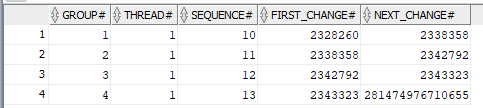 GROUP# THREAD# SEQUENCE# FIRST_CHANGE# NEXT_CHANGE#
1 1 1 10 2328260 2338358
2 2 1 11 2338358 2342792
3 3 1 12 2342792 2343323
4 4 1 13 2343323 281474976710655